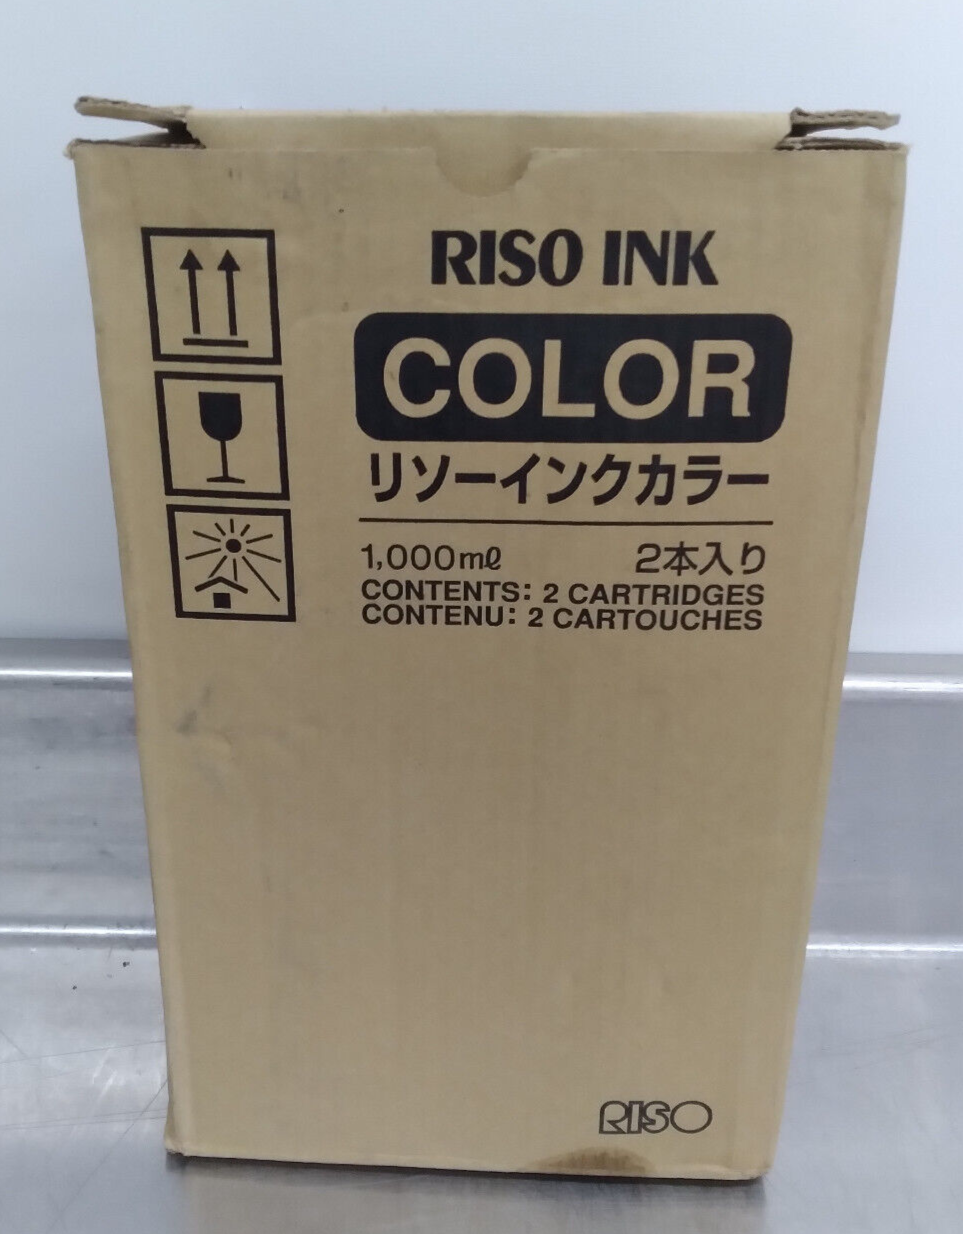 RISO INK
COLOR
リソーインクカラー
1,000mℓ 2本入り
CONTENTS: 2 CARTRIDGES
CONTENU: 2 CARTOUCHES
RISO